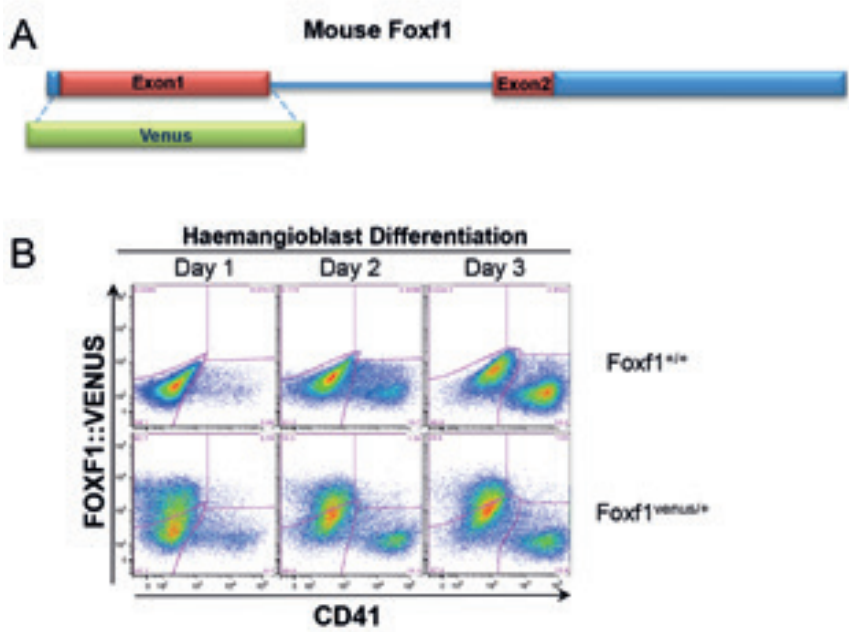 A
Mouse Foxf1
Exon1
Exon2
Venus
B
Haemangioblast Differentiation
Day 1
Day 2
Day 3
FOXF1::VENUS
Foxf1+/+
Foxf1venus/+
CD41